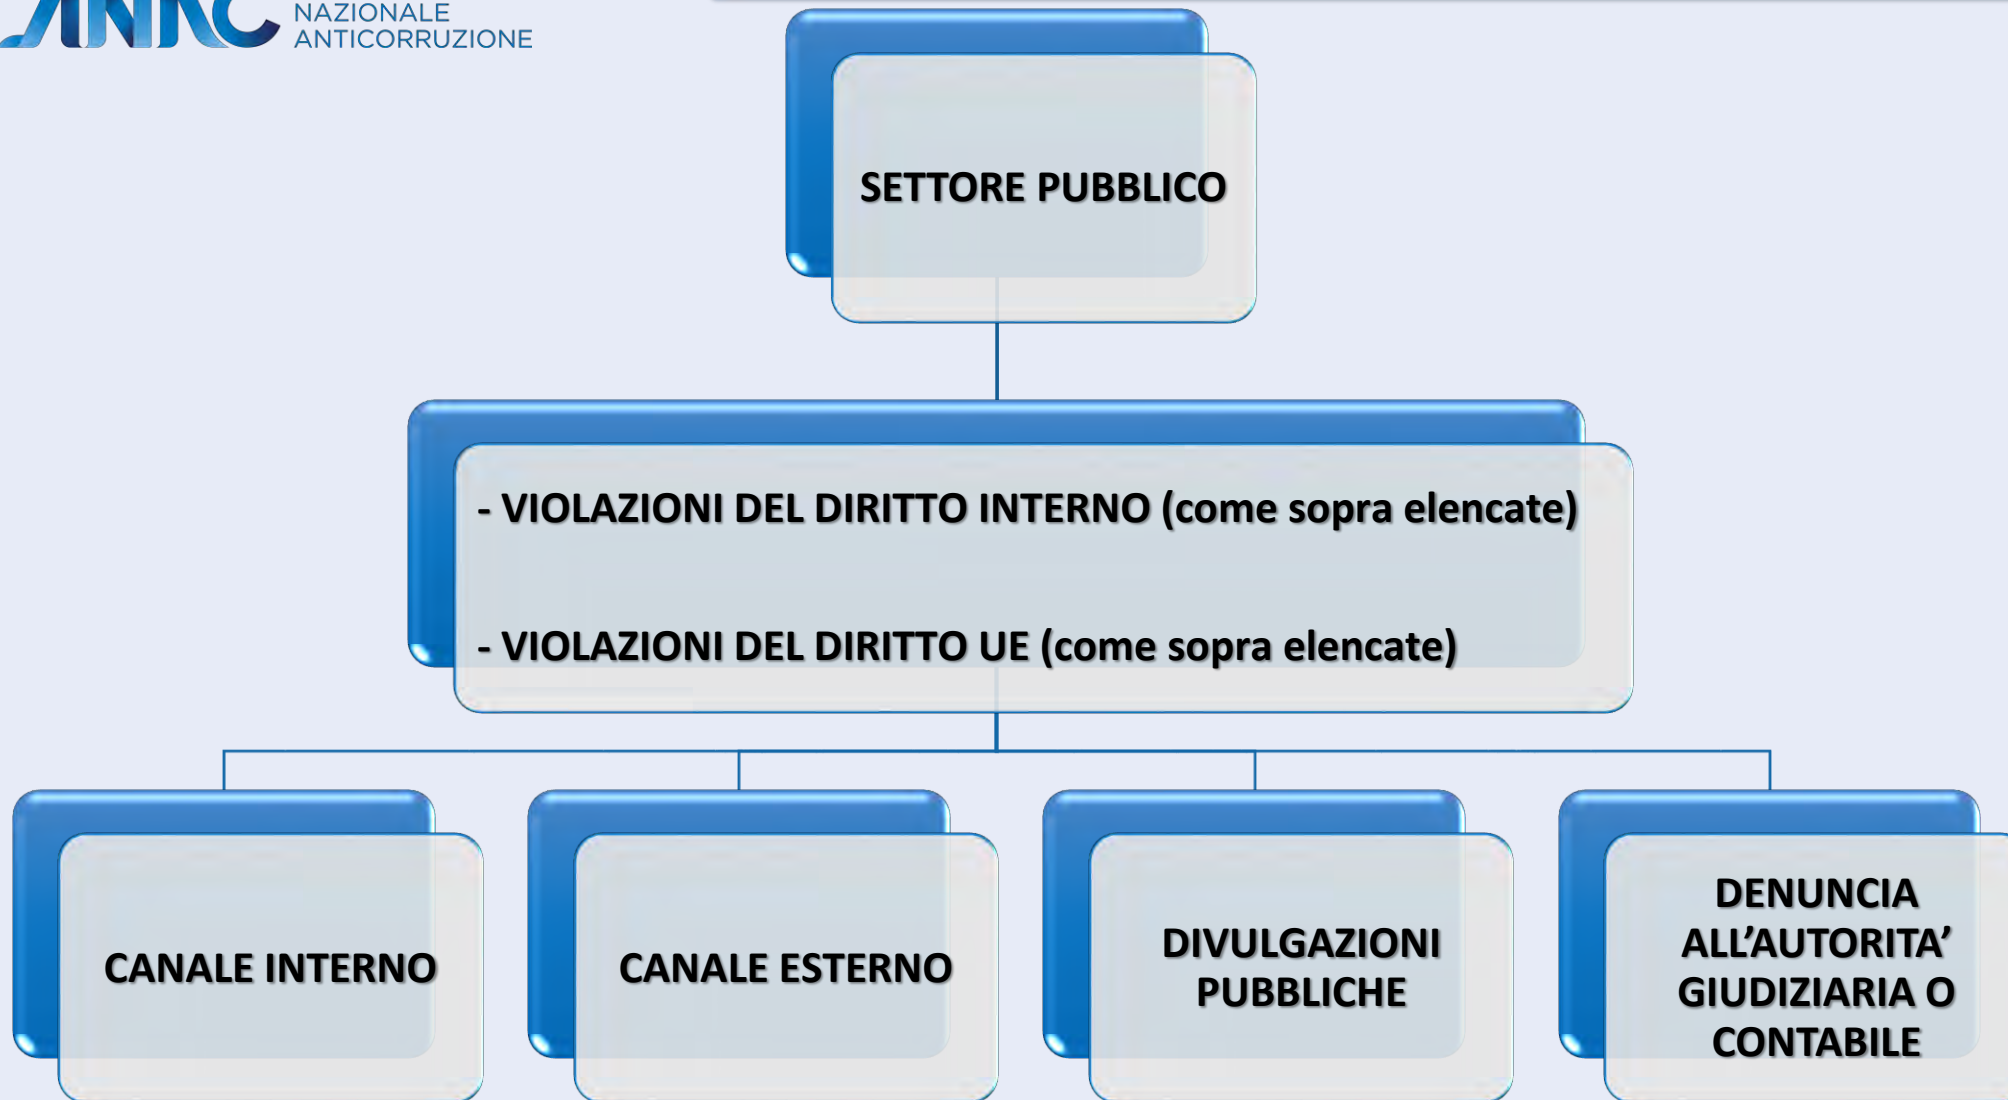 ANAC
NAZIONALE
ANTICORRUZIONE
SETTORE PUBBLICO
- VIOLAZIONI DEL DIRITTO INTERNO (come sopra elencate)
- VIOLAZIONI DEL DIRITTO UE (come sopra elencate)
CANALE INTERNO
CANALE ESTERNO
DIVULGAZIONI
PUBBLICHE
DENUNCIA
ALL’AUTORITA’
GIUDIZIARIA O
CONTABILE